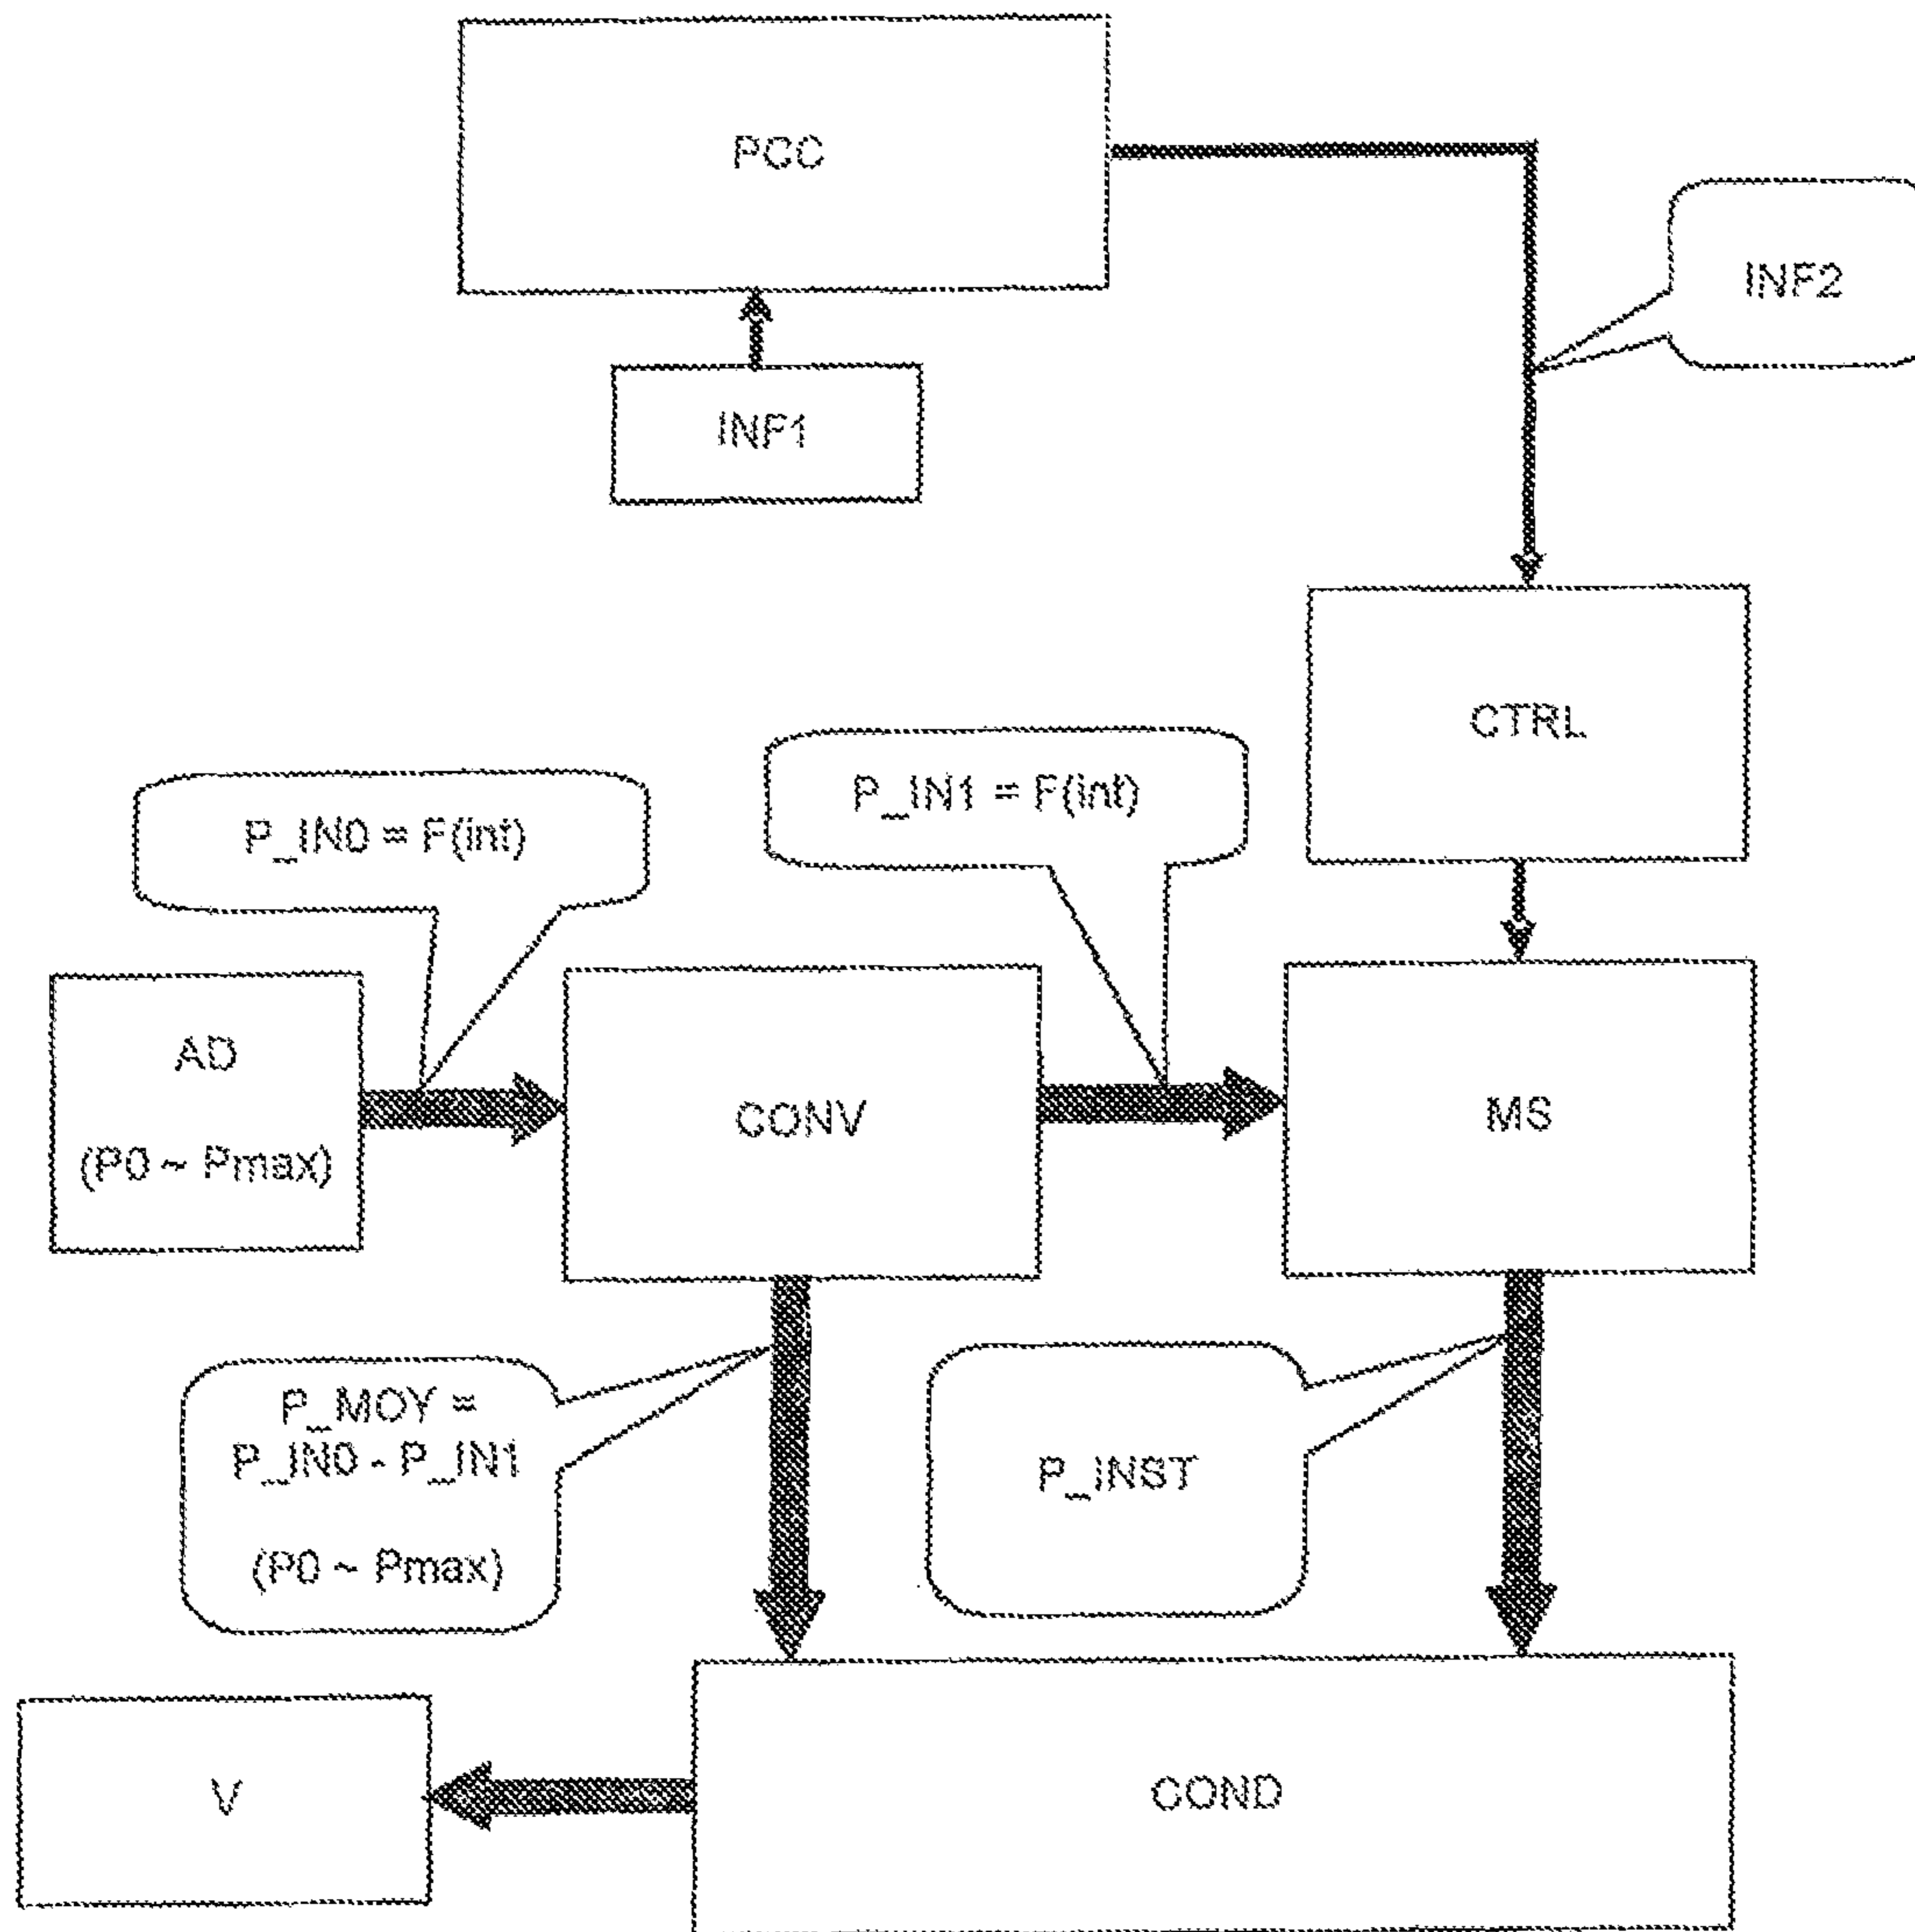 PCC
INF2
INF1
CTRL
P_IN1 = F(int)
P_IN0 = F(int)
AD
(P0 ~ Pmax)
CONV
MS
P_MOY =
P_IN0 - P_IN1
(P0 ~ Pmax)
P_INST
V
COND